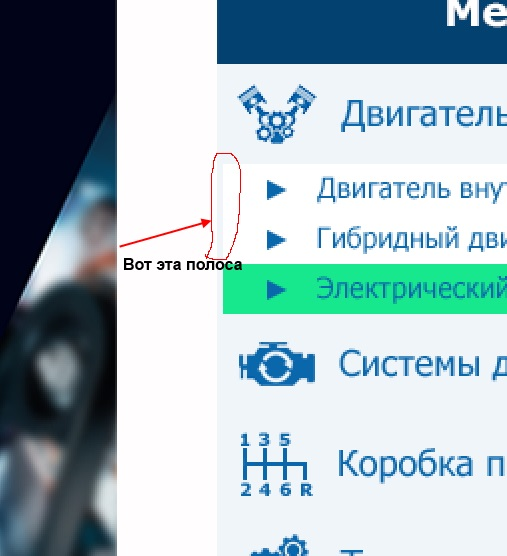 Ме
Двигатель
Двигатель внут
Гибридный дви
Вот эта полоса
Электрический
Системы д
1 3 5
Коробка п
2 4 6 R